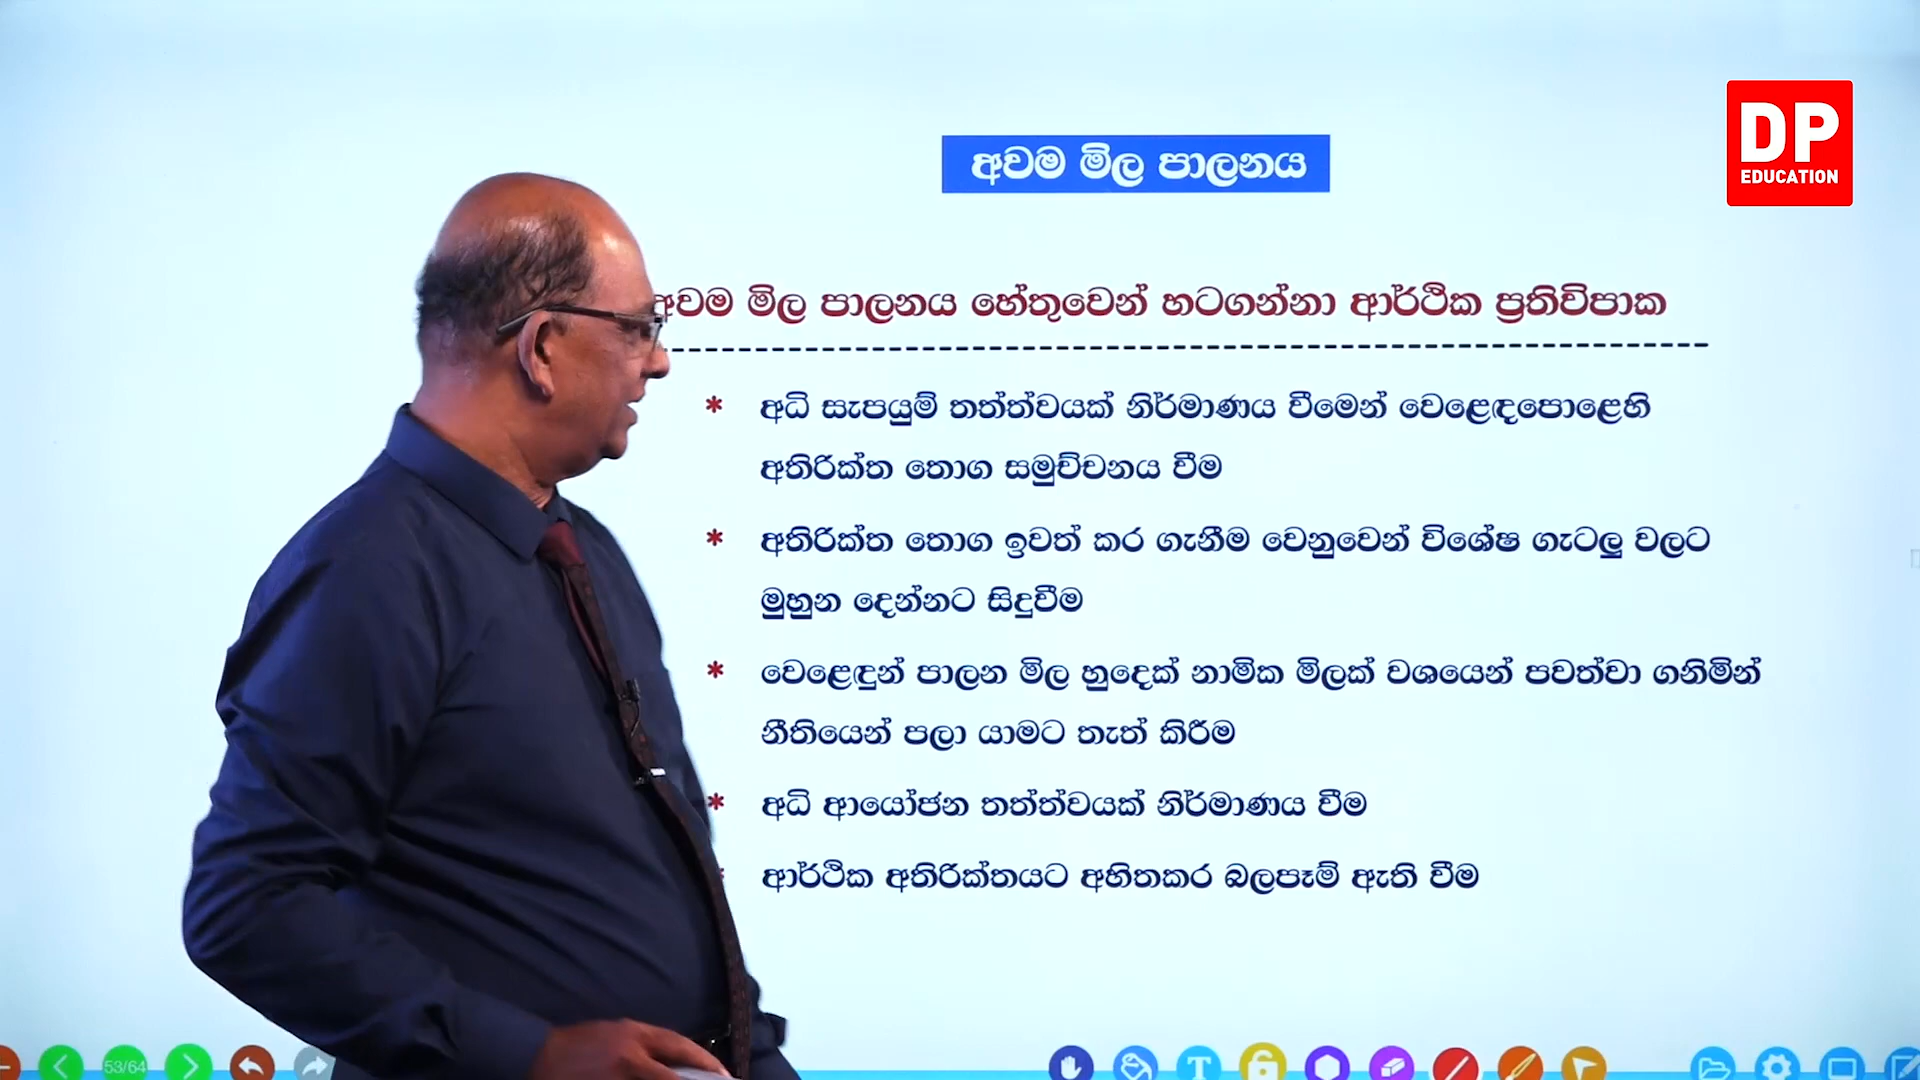 DP
EDUCATION
අවම මිල පාලනය
අවම මිල පාලනය හේතුවෙන් හටගන්නා ආර්ථික ප්‍රතිවිපාක
* අධි සැපයුම් තත්ත්වයක් නිර්මාණය වීමෙන් වෙළෙඳපොළෙහි
අතිරික්ත තොග සමුච්චනය වීම
* අතිරික්ත තොග ඉවත් කර ගැනීම වෙනුවෙන් විශේෂ ගැටලු වලට
මුහුන දෙන්නට සිදුවීම
* වෙළෙඳුන් පාලන මිල හුදෙක් නාමික මිලක් වශයෙන් පවත්වා ගනිමින්
නීතියෙන් පලා යාමට තැත් කිරීම
* අධි ආයෝජන තත්ත්වයක් නිර්මාණය වීම
* ආර්ථික අතිරික්තයට අහිතකර බලපෑම් ඇති වීම
53/64
T